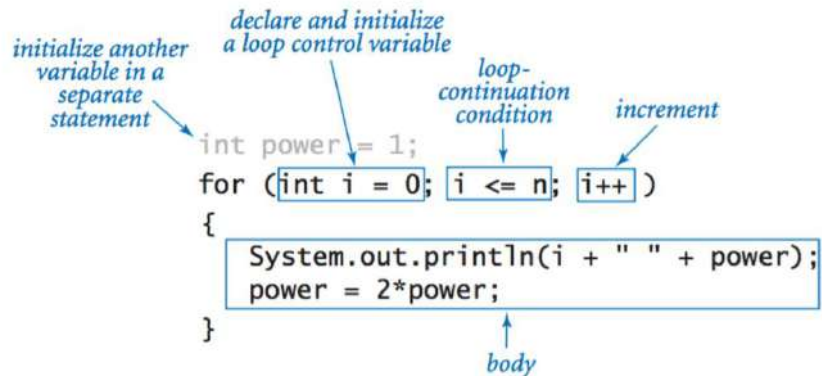 declare and initialize
a loop control variable
initialize another
variable in a
separate
statement
loop-
continuation
condition
increment
int power = 1;
for (int i = 0; i <= n; i++ )
{
System.out.println(i + " " + power);
power = 2*power;
}
body